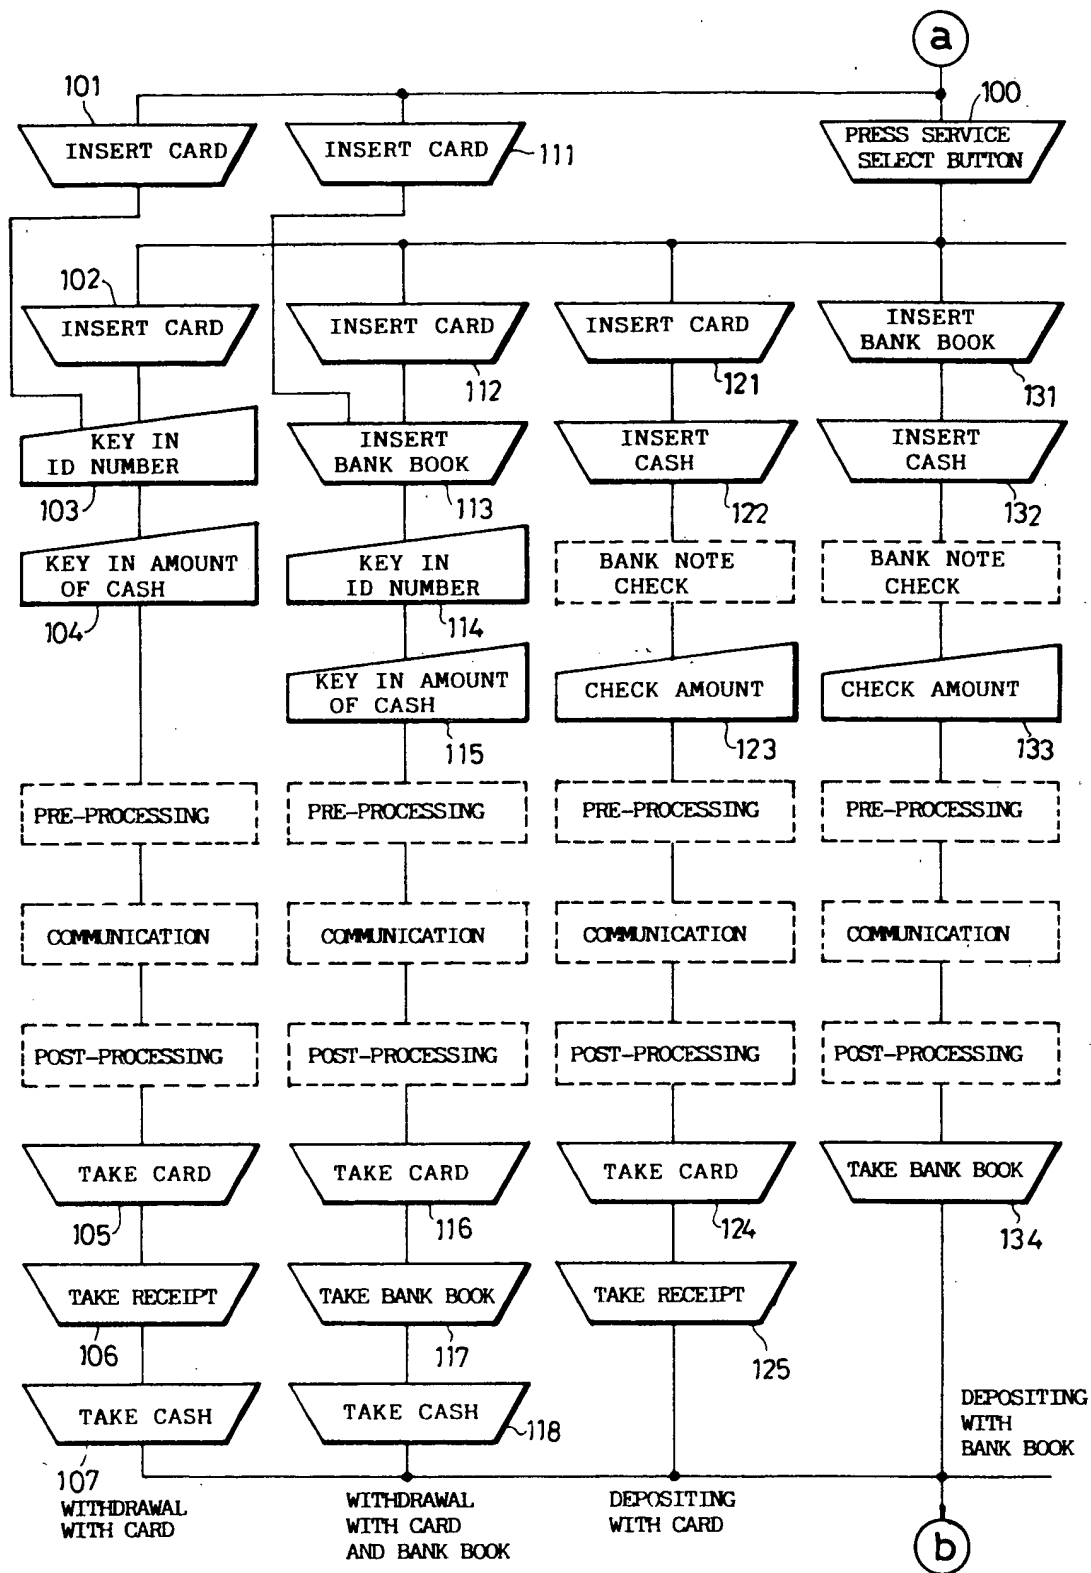 a
101
100
INSERT CARD
INSERT CARD
111
PRESS SERVICE
SELECT BUTTON
102
INSERT CARD
INSERT CARD
112
INSERT CARD
121
INSERT
BANK BOOK
131
KEY IN
ID NUMBER
103
INSERT
BANK BOOK
113
INSERT
CASH
122
INSERT
CASH
132
KEY IN AMOUNT
OF CASH
104
KEY IN
ID NUMBER
114
BANK NOTE
CHECK
BANK NOTE
CHECK
KEY IN AMOUNT
OF CASH
115
CHECK AMOUNT
123
CHECK AMOUNT
133
PRE-PROCESSING
PRE-PROCESSING
PRE-PROCESSING
PRE-PROCESSING
COMMUNICATION
COMMUNICATION
COMMUNICATION
COMMUNICATION
POST-PROCESSING
POST-PROCESSING
POST-PROCESSING
POST-PROCESSING
TAKE CARD
105
TAKE CARD
116
TAKE CARD
124
TAKE BANK BOOK
134
TAKE RECEIPT
106
TAKE BANK BOOK
117
TAKE RECEIPT
125
TAKE CASH
107
TAKE CASH
118
DEPOSITING
WITH
BANK BOOK
WITHDRAWAL
WITH CARD
WITHDRAWAL
WITH CARD
AND BANK BOOK
DEPOSITING
WITH CARD
b